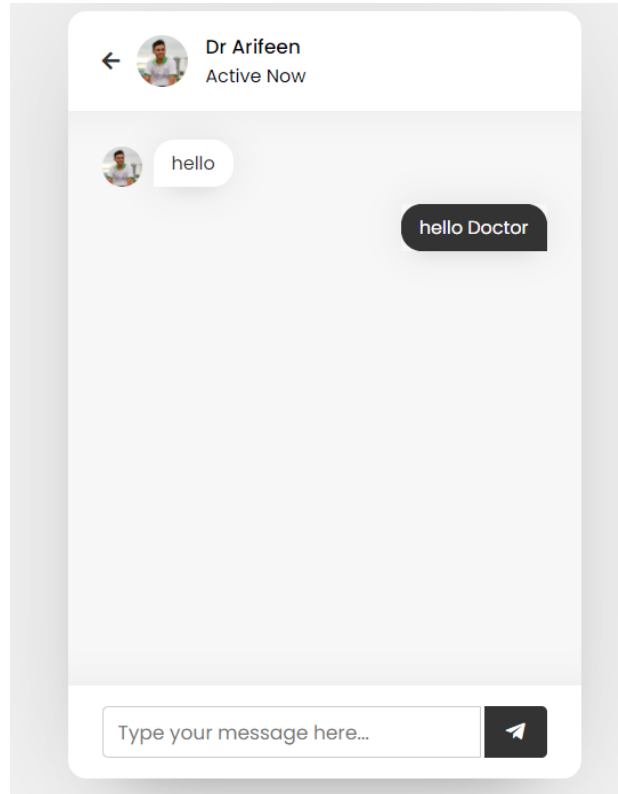 Dr Arifeen
Active Now
hello
hello Doctor
Type your message here...